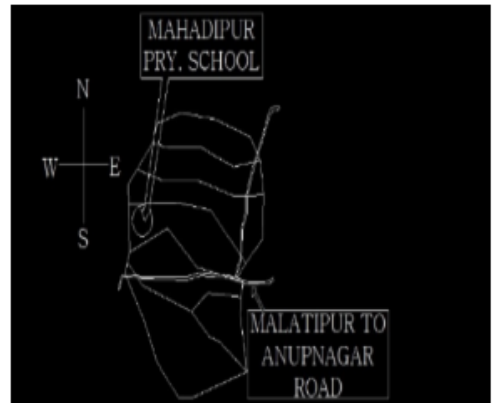 MAHADIPUR
PRY. SCHOOL
N
W E
S
MALATIPUR TO
ANUPNAGAR
ROAD